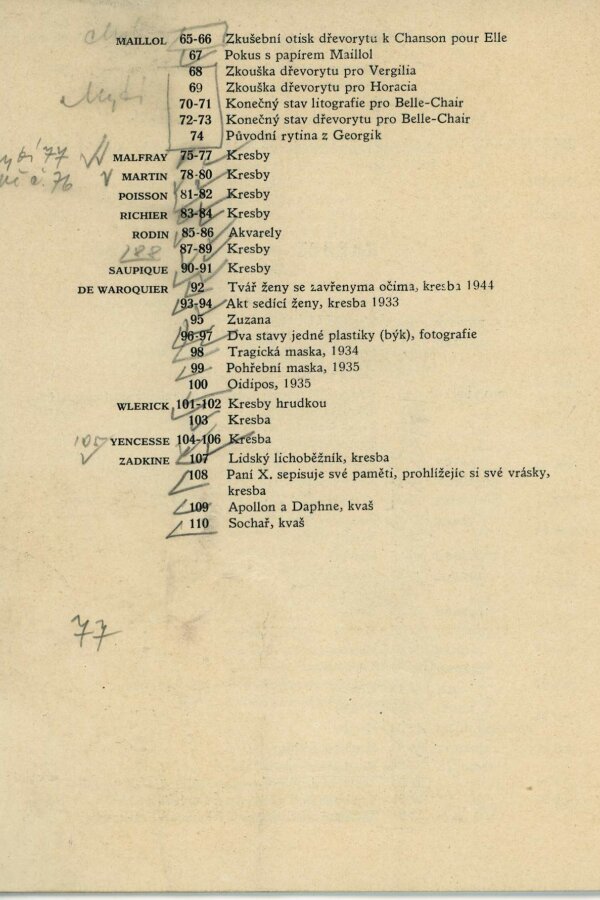 MAILLOL 65-66 Zkušební otisk dřevorytu k Chanson pour Elle
67 Pokus s papírem Maillol
68 Zkouška dřevorytu pro Vergilia
69 Zkouška dřevorytu pro Horacia
70-71 Konečný stav litografie pro Belle-Chair
72-73 Konečný stav dřevorytu pro Belle-Chair
74 Původní rytina z Georgik
77 MALFRAY 75-77 Kresby
76 MARTIN 78-80 Kresby
POISSON 81-82 Kresby
RICHIER 83-84 Kresby
RODIN 85-86 Akvarely
88 87-89 Kresby
SAUPIQUE 90-91 Kresby
DE WAROQUIER 92 Tvář ženy se zavřenyma očima, kresba 1944
93-94 Akt sedící ženy, kresba 1933
95 Zuzana
96-97 Dva stavy jedné plastiky (býk), fotografie
98 Tragická maska, 1934
99 Pohřební maska, 1935
100 Oidipos, 1935
WLERICK 101-102 Kresby hrudkou
103 Kresba
105 YENCESSE 104-106 Kresba
ZADKINE 107 Lidský lichoběžník, kresba
108 Paní X. sepisuje své paměti, prohlížejíc si své vrásky,
kresba
109 Apollon a Daphne, kvaš
110 Sochař, kvaš
77